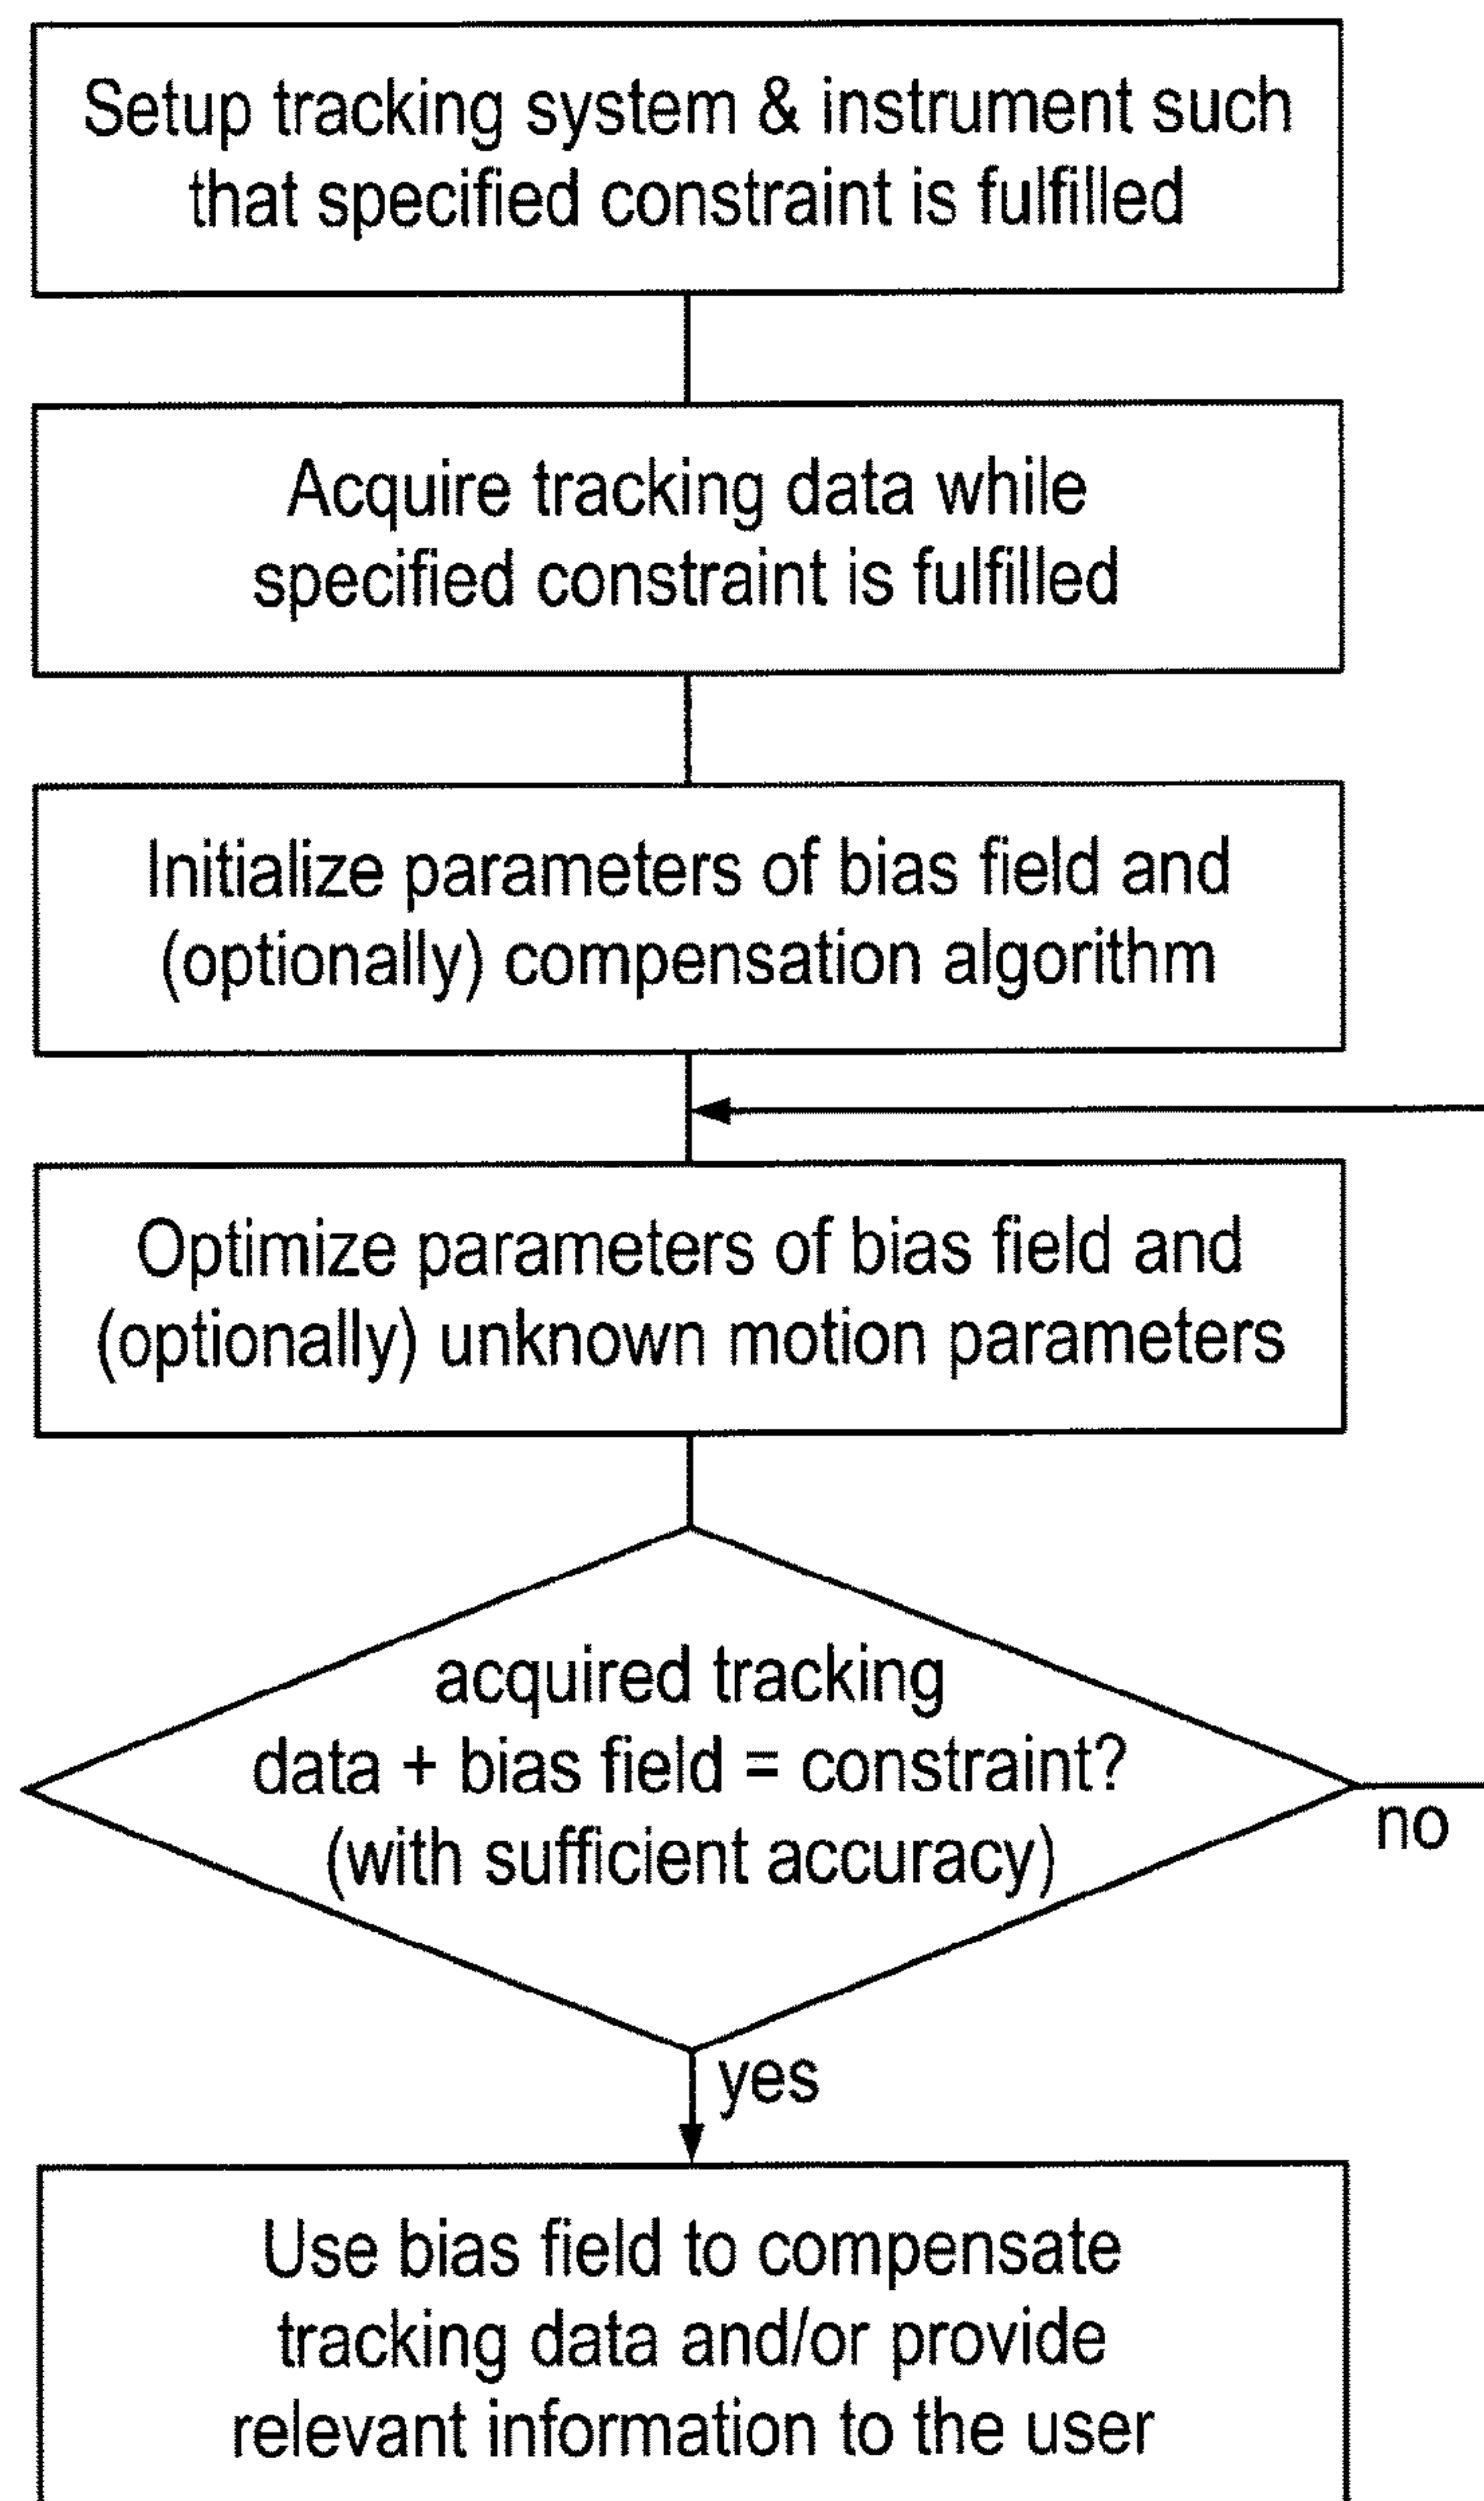 Setup tracking system & instrument such
that specified constraint is fulfilled
Acquire tracking data while
specified constraint is fulfilled
Initialize parameters of bias field and
(optionally) compensation algorithm
Optimize parameters of bias field and
(optionally) unknown motion parameters
acquired tracking
data + bias field = constraint?
(with sufficient accuracy)
no
yes
Use bias field to compensate
tracking data and/or provide
relevant information to the user